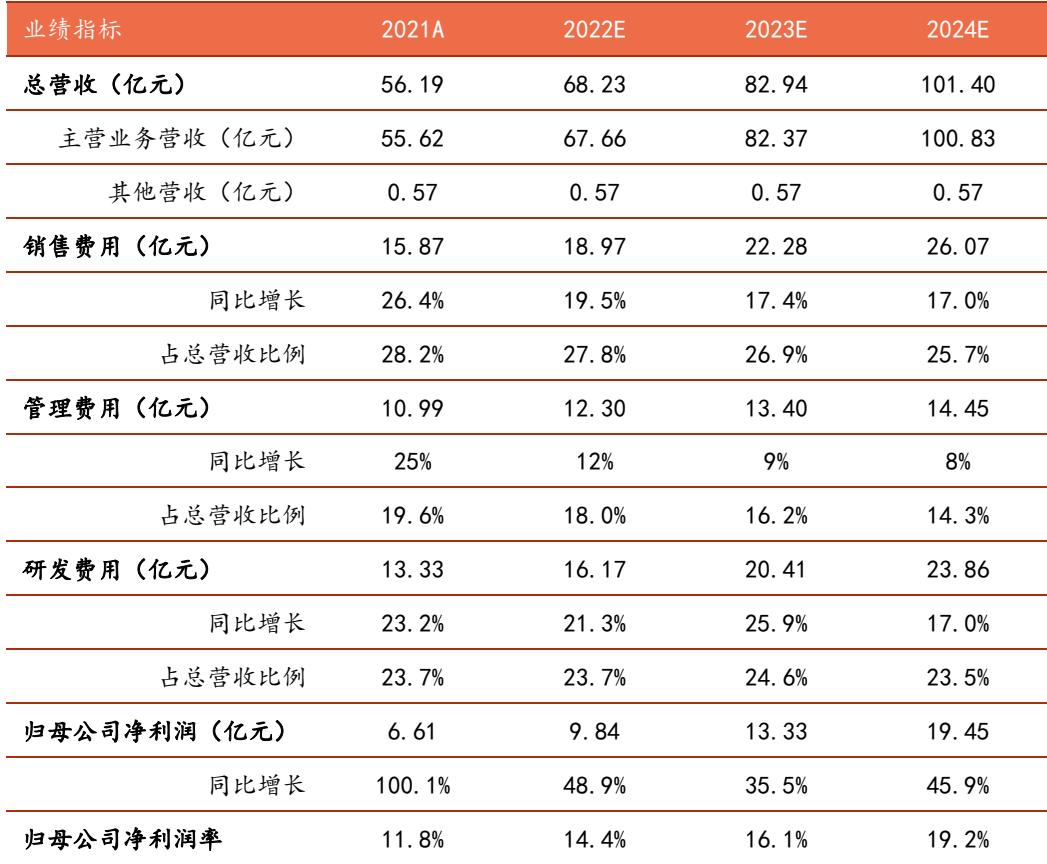 业绩指标 2021A 2022E 2023E 2024E
总营收（亿元） 56.19 68.23 82.94 101.40
主营业务营收（亿元） 55.62 67.66 82.37 100.83
其他营收（亿元） 0.57 0.57 0.57 0.57
销售费用（亿元） 15.87 18.97 22.28 26.07
同比增长 26.4% 19.5% 17.4% 17.0%
占总营收比例 28.2% 27.8% 26.9% 25.7%
管理费用（亿元） 10.99 12.30 13.40 14.45
同比增长 25% 12% 9% 8%
占总营收比例 19.6% 18.0% 16.2% 14.3%
研发费用（亿元） 13.33 16.17 20.41 23.86
同比增长 23.2% 21.3% 25.9% 17.0%
占总营收比例 23.7% 23.7% 24.6% 23.5%
归母公司净利润（亿元） 6.61 9.84 13.33 19.45
同比增长 100.1% 48.9% 35.5% 45.9%
归母公司净利润率 11.8% 14.4% 16.1% 19.2%